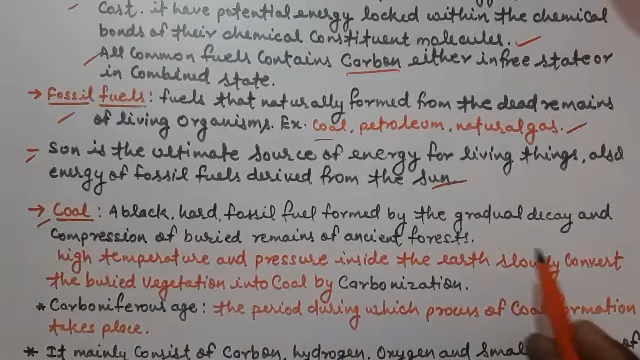 Cost. it have potential energy locked within the chemical
bonds of their chemical constituent molecules.
All common fuels contains Carbon either in free state or
in Combined state.
→ Fossil fuels : fuels that naturally formed from the dead remains
of living Organisms. Ex. coal, petroleum, natural gas.
- Sun is the ultimate source of energy for living things, also
energy of fossil fuels derived from the Sun
→ Coal : A black, hard, fossil fuel formed by the gradual decay and
Compression of buried remains of ancient forests.
high temperature and pressure inside the earth slowly convert
the buried vegetation into Coal by Carbonization.
* Carboniferous age : the period during which process of Coal formation
takes place.
* It mainly consist of Carbon, hydrogen, Oxygen and of